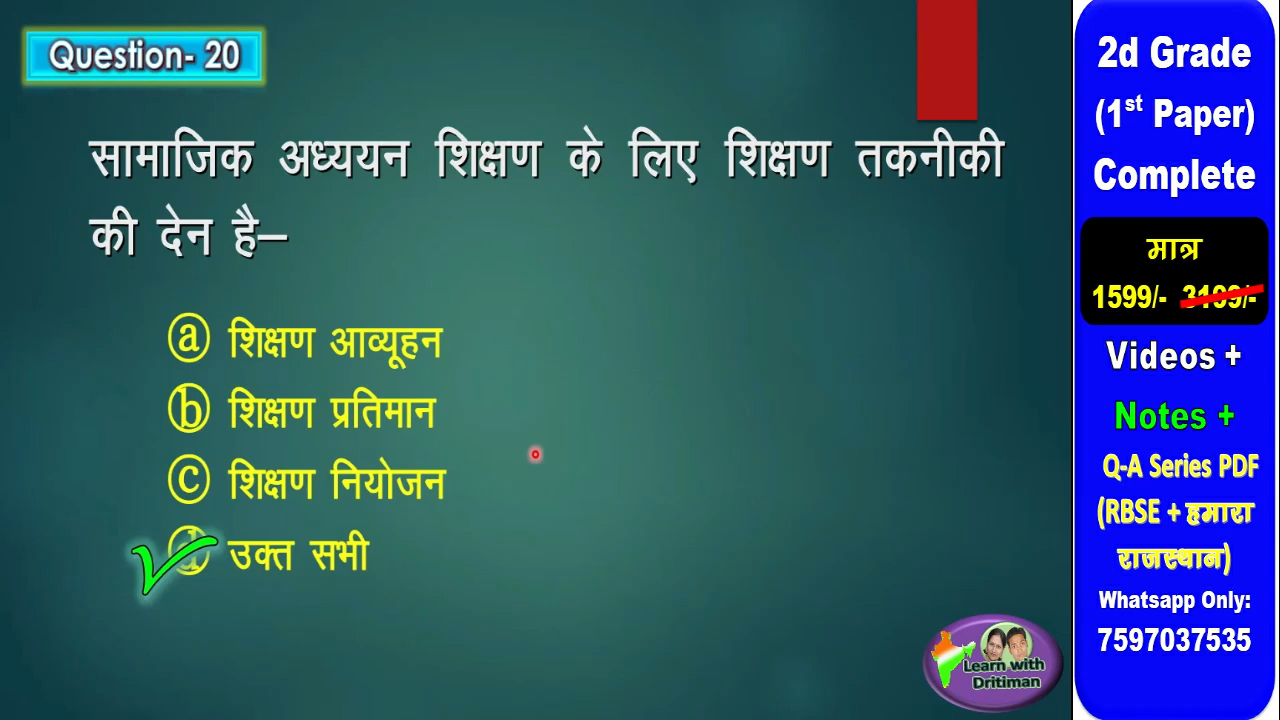 Question- 20
सामाजिक अध्ययन शिक्षण के लिए शिक्षण तकनीकी
की देन है–
ⓐ शिक्षण आव्यूहन
ⓑ शिक्षण प्रतिमान
ⓒ शिक्षण नियोजन
ⓓ उक्त सभी
Learn with
Dritiman
2d Grade
(1st Paper)
Complete
मात्र
1599/- 3199/-
Videos +
Notes +
Q-A Series PDF
(RBSE + हमारा
राजस्थान)
Whatsapp Only:
7597037535